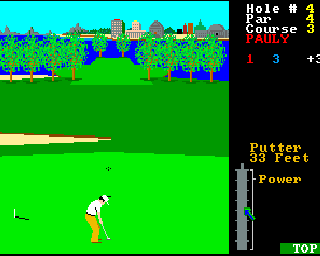 Hole # 4
Par 4
Course 3
PAULY
1 3 +3
Putter
33 Feet
Power
TOP